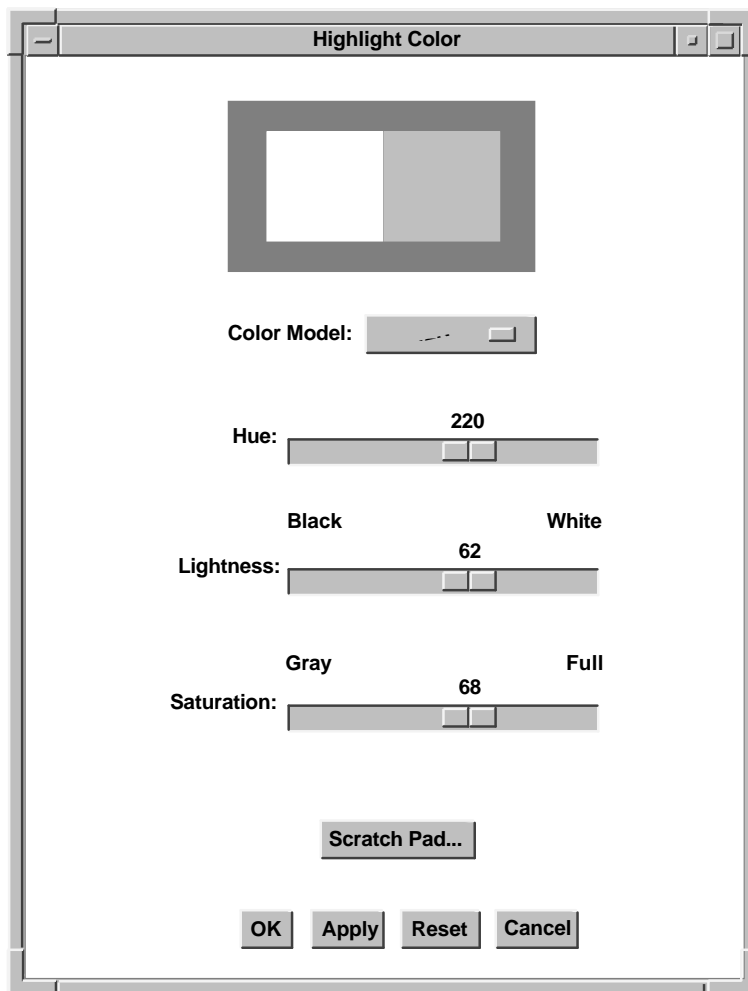 Highlight Color
Color Model:
220
Hue:
Black White
62
Lightness:
Gray Full
68
Saturation:
Scratch Pad...
OK Apply Reset Cancel